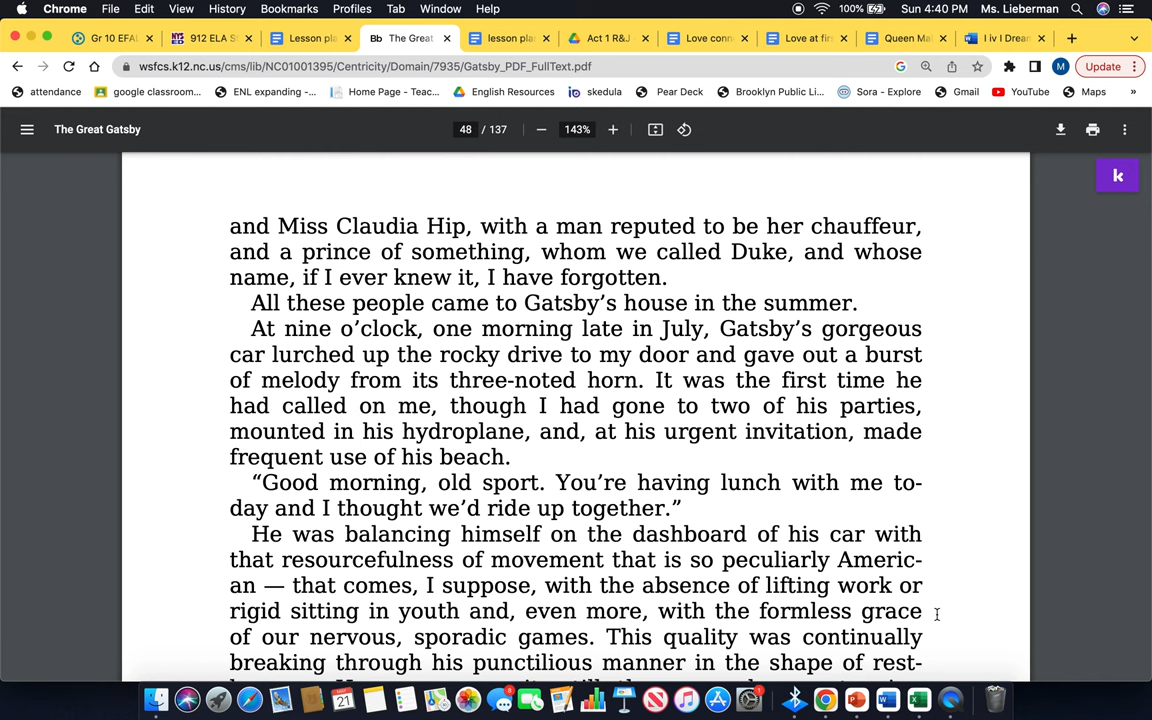 Chrome File Edit View History Bookmarks Profiles Tab Window Help 100% Sun 4:40 PM Ms. Lieberman
Gr 10 EFAL NYS 912 ELA S Lesson pla Bb The Great lesson plan Act 1 R&J Love conn Love at firs Queen Mab I iv I Dream
wsfcs.k12.nc.us/cms/lib/NC01001395/Centricity/Domain/7935/Gatsby_PDF_FullText.pdf M Update
attendance google classroom... ENL expanding -... Home Page - Teac... English Resources skedula Pear Deck Brooklyn Public Li... Sora - Explore Gmail YouTube Maps »
The Great Gatsby 48 / 137 143%
k
and Miss Claudia Hip, with a man reputed to be her chauffeur,
and a prince of something, whom we called Duke, and whose
name, if I ever knew it, I have forgotten.
All these people came to Gatsby’s house in the summer.
At nine o’clock, one morning late in July, Gatsby’s gorgeous
car lurched up the rocky drive to my door and gave out a burst
of melody from its three-noted horn. It was the first time he
had called on me, though I had gone to two of his parties,
mounted in his hydroplane, and, at his urgent invitation, made
frequent use of his beach.
“Good morning, old sport. You’re having lunch with me to-
day and I thought we’d ride up together.”
He was balancing himself on the dashboard of his car with
that resourcefulness of movement that is so peculiarly Americ-
an — that comes, I suppose, with the absence of lifting work or
rigid sitting in youth and, even more, with the formless grace
of our nervous, sporadic games. This quality was continually
breaking through his punctilious manner in the shape of rest-
MAY 21 8 1